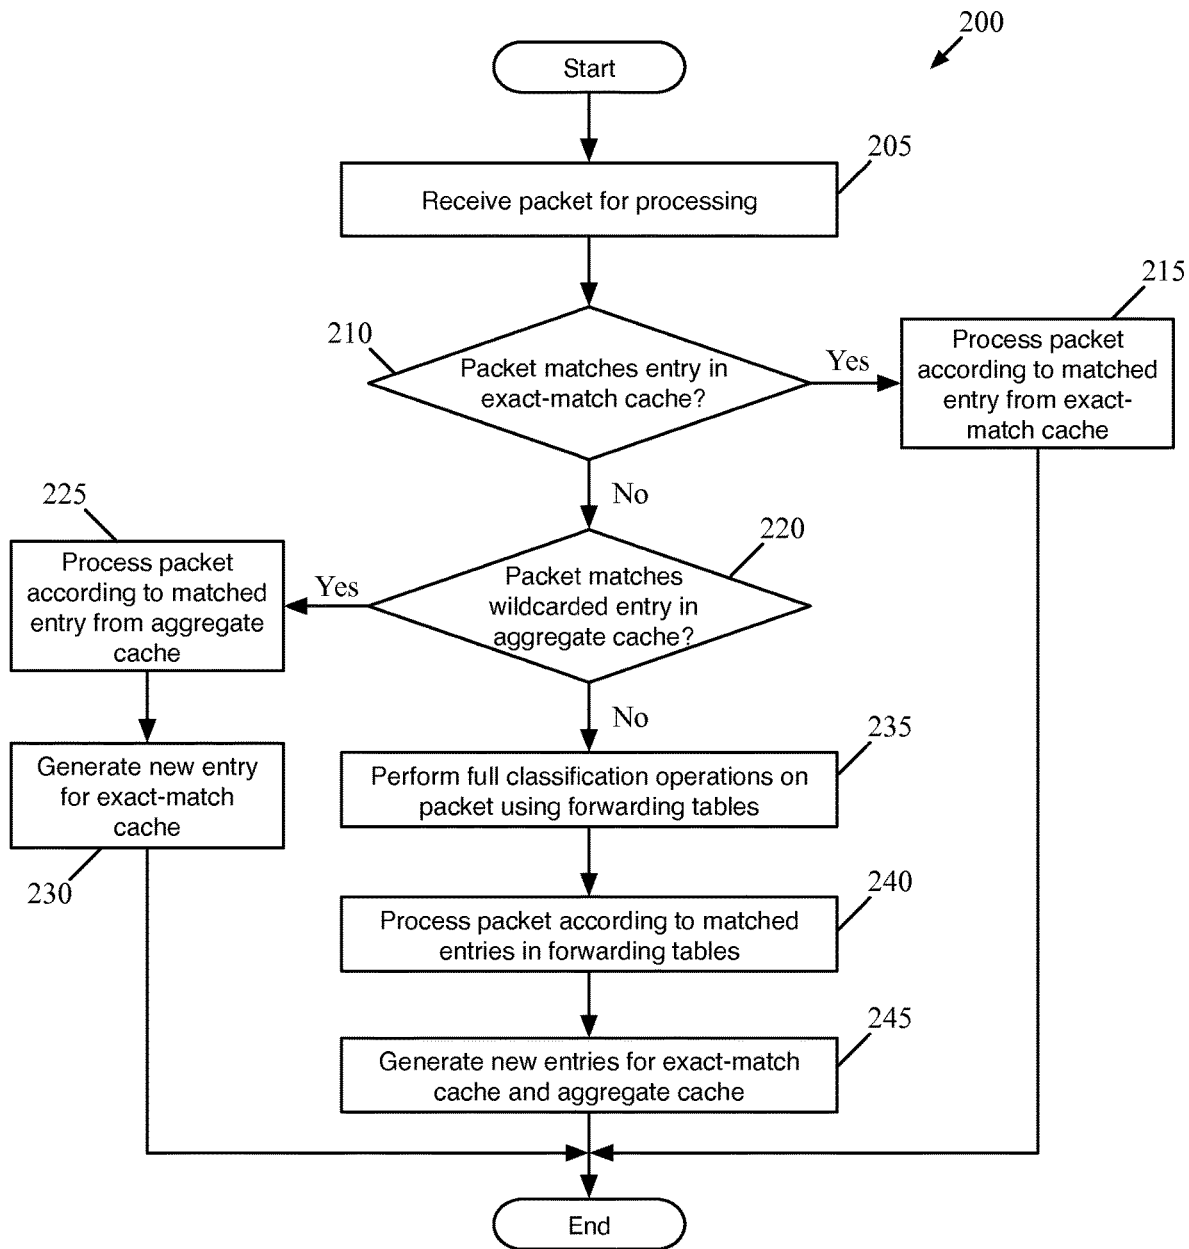 200
Start
205
Receive packet for processing
215
210
Packet matches entry in
exact-match cache?
Yes
Process packet
according to matched
entry from exact-
match cache
No
225
220
Process packet
according to matched
entry from aggregate
cache
Yes
Packet matches
wildcarded entry in
aggregate cache?
No
235
Generate new entry
for exact-match
cache
230
Perform full classification operations on
packet using forwarding tables
240
Process packet according to matched
entries in forwarding tables
245
Generate new entries for exact-match
cache and aggregate cache
End